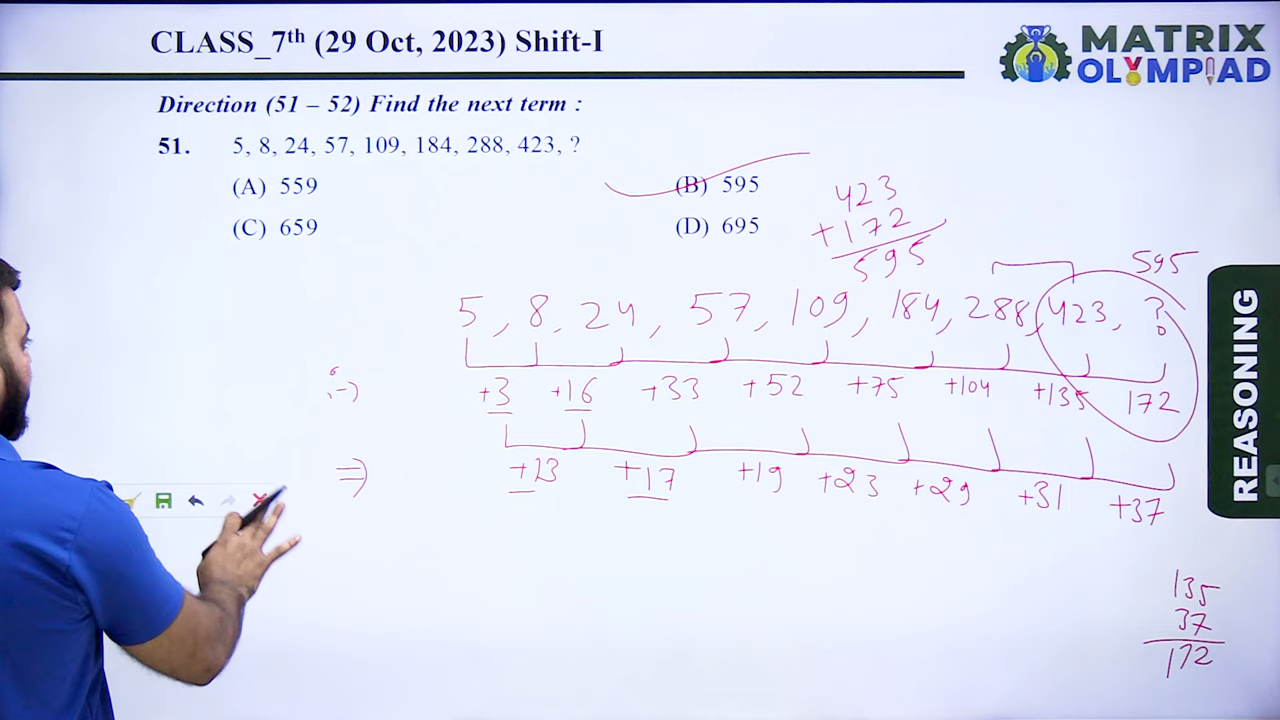 CLASS_7th (29 Oct, 2023) Shift-I
MATRIX
OLYMPIAD
Direction (51 – 52) Find the next term :
51. 5, 8, 24, 57, 109, 184, 288, 423, ?
(A) 559 (B) 595
(C) 659 (D) 695
423
+172
595
595
5, 8, 24, 57, 109, 184, 288, 423, ?
+3 +16 +33 +52 +75 +104 +135 172
⇒ +13 +17 +19 +23 +29 +31 +37
135
37
172
REASONING